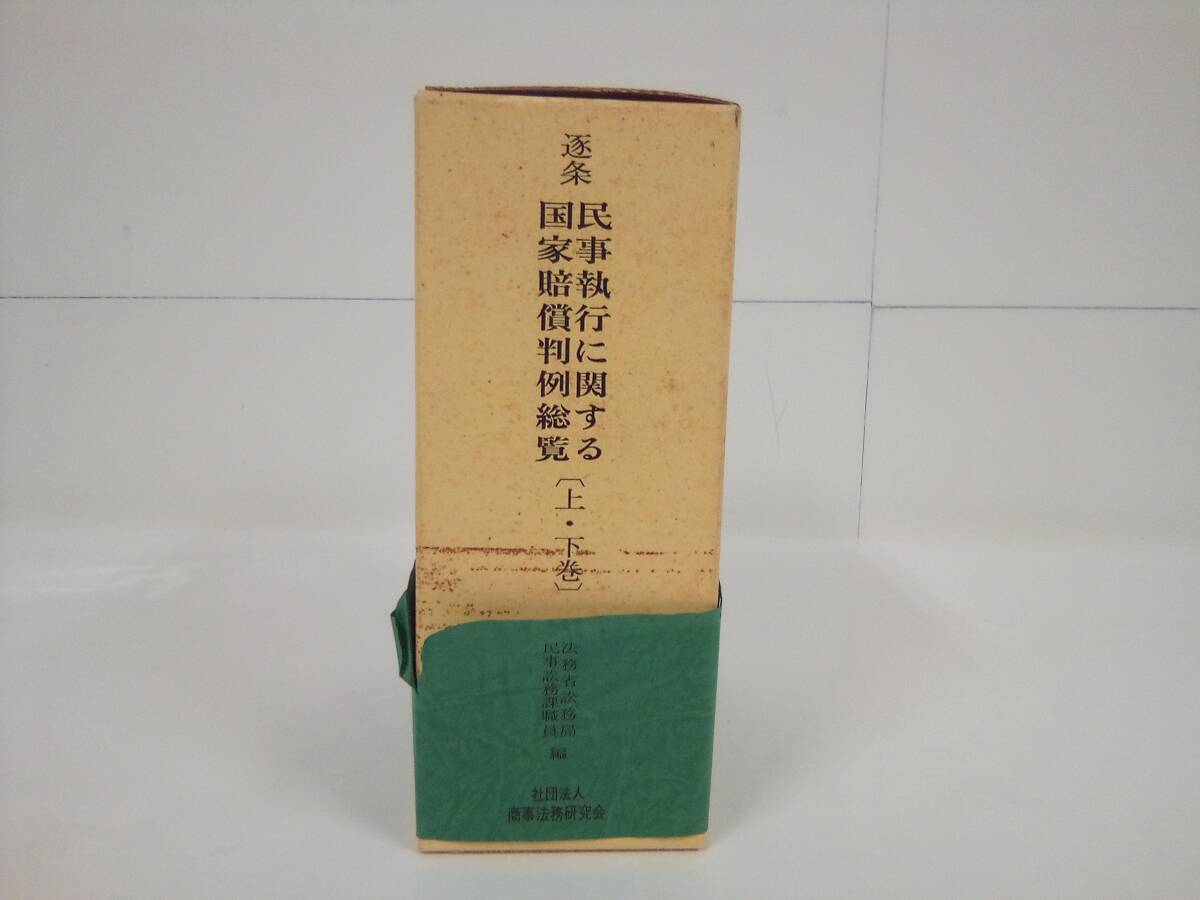 逐条
民事執行に関する
国家賠償判例総覧
〔上・下巻〕
法務省訟務局
民事訟務課職員
編
社団法人
商事法務研究会